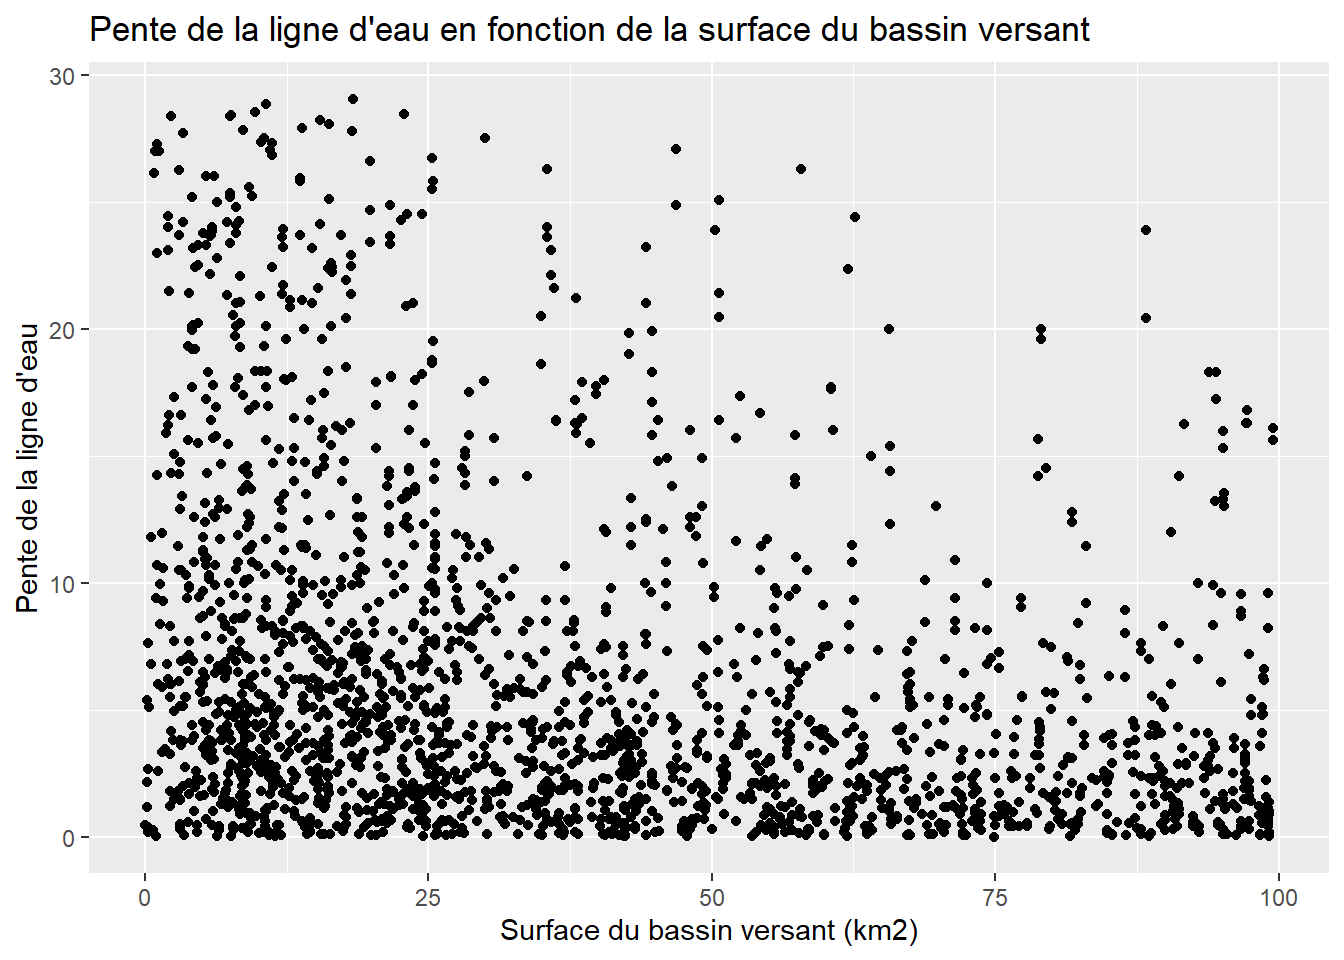 Pente de la ligne d'eau en fonction de la surface du bassin versant
Pente de la ligne d'eau
30
20
10
0
0 25 50 75 100
Surface du bassin versant (km2)